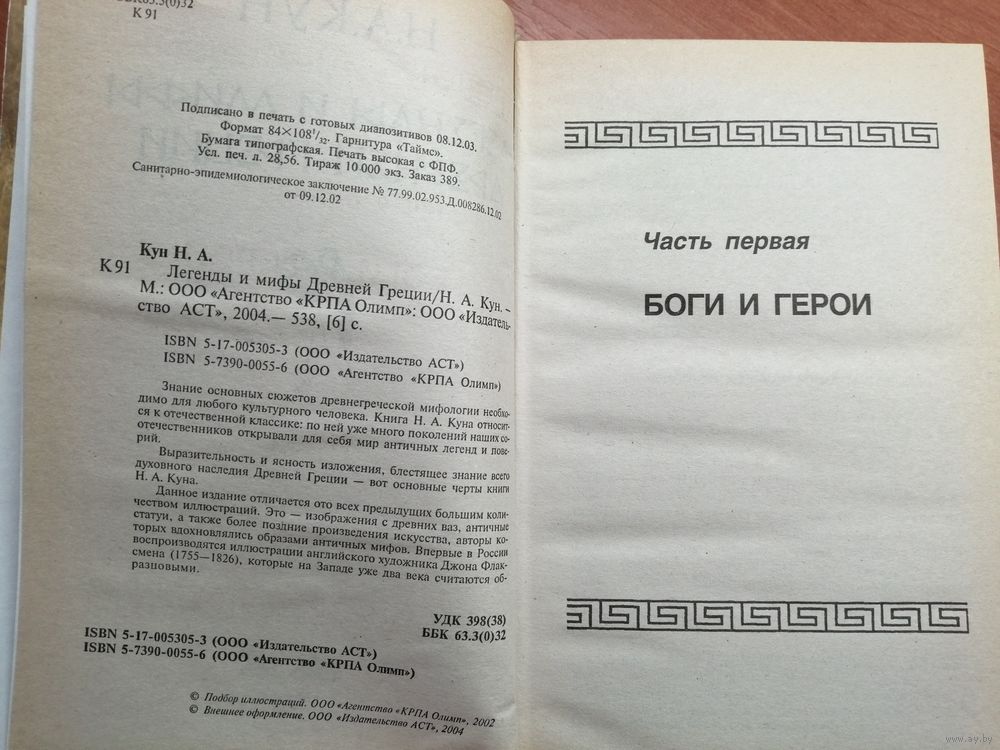 ББК63.3(0)32
К 91
Подписано в печать с готовых диапозитивов 08.12.03.
Формат 84×108¹/₃₂. Гарнитура «Таймс».
Бумага типографская. Печать высокая с ФПФ.
Усл. печ. л. 28,56. Тираж 10 000 экз. Заказ 389.
Санитарно-эпидемиологическое заключение № 77.99.02.953.Д.008286.12.02
от 09.12.02
Кун Н. А.
К 91
Легенды и мифы Древней Греции/Н. А. Кун. –
М.: ООО «Агентство «КРПА Олимп»: ООО «Издатель-
ство АСТ», 2004.— 538, [6] с.
ISBN 5-17-005305-3 (ООО «Издательство АСТ»)
ISBN 5-7390-0055-6 (ООО «Агентство «КРПА Олимп»)
Знание основных сюжетов древнегреческой мифологии необхо-
димо для любого культурного человека. Книга Н. А. Куна относит-
ся к отечественной классике: по ней уже много поколений наших со-
отечественников открывали для себя мир античных легенд и пове-
рий.
Выразительность и ясность изложения, блестящее знание всего
духовного наследия Древней Греции — вот основные черты книги
Н. А. Куна.
Данное издание отличается ото всех предыдущих большим коли-
чеством иллюстраций. Это — изображения с древних ваз, античные
статуи, а также более поздние произведения искусства, авторы ко-
торых вдохновлялись образами античных мифов. Впервые в России
воспроизводятся иллюстрации английского художника Джона Флак-
смена (1755—1826), которые на Западе уже два века считаются об-
разцовыми.
УДК 398(38)
ББК 63.3(0)32
ISBN 5-17-005305-3 (ООО «Издательство АСТ»)
ISBN 5-7390-0055-6 (ООО «Агентство «КРПА Олимп»)
© Подбор иллюстраций. ООО «Агентство «КРПА Олимп», 2002
© Внешнее оформление. ООО «Издательство АСТ», 2004
Часть первая
БОГИ И ГЕРОИ
www.ay.by